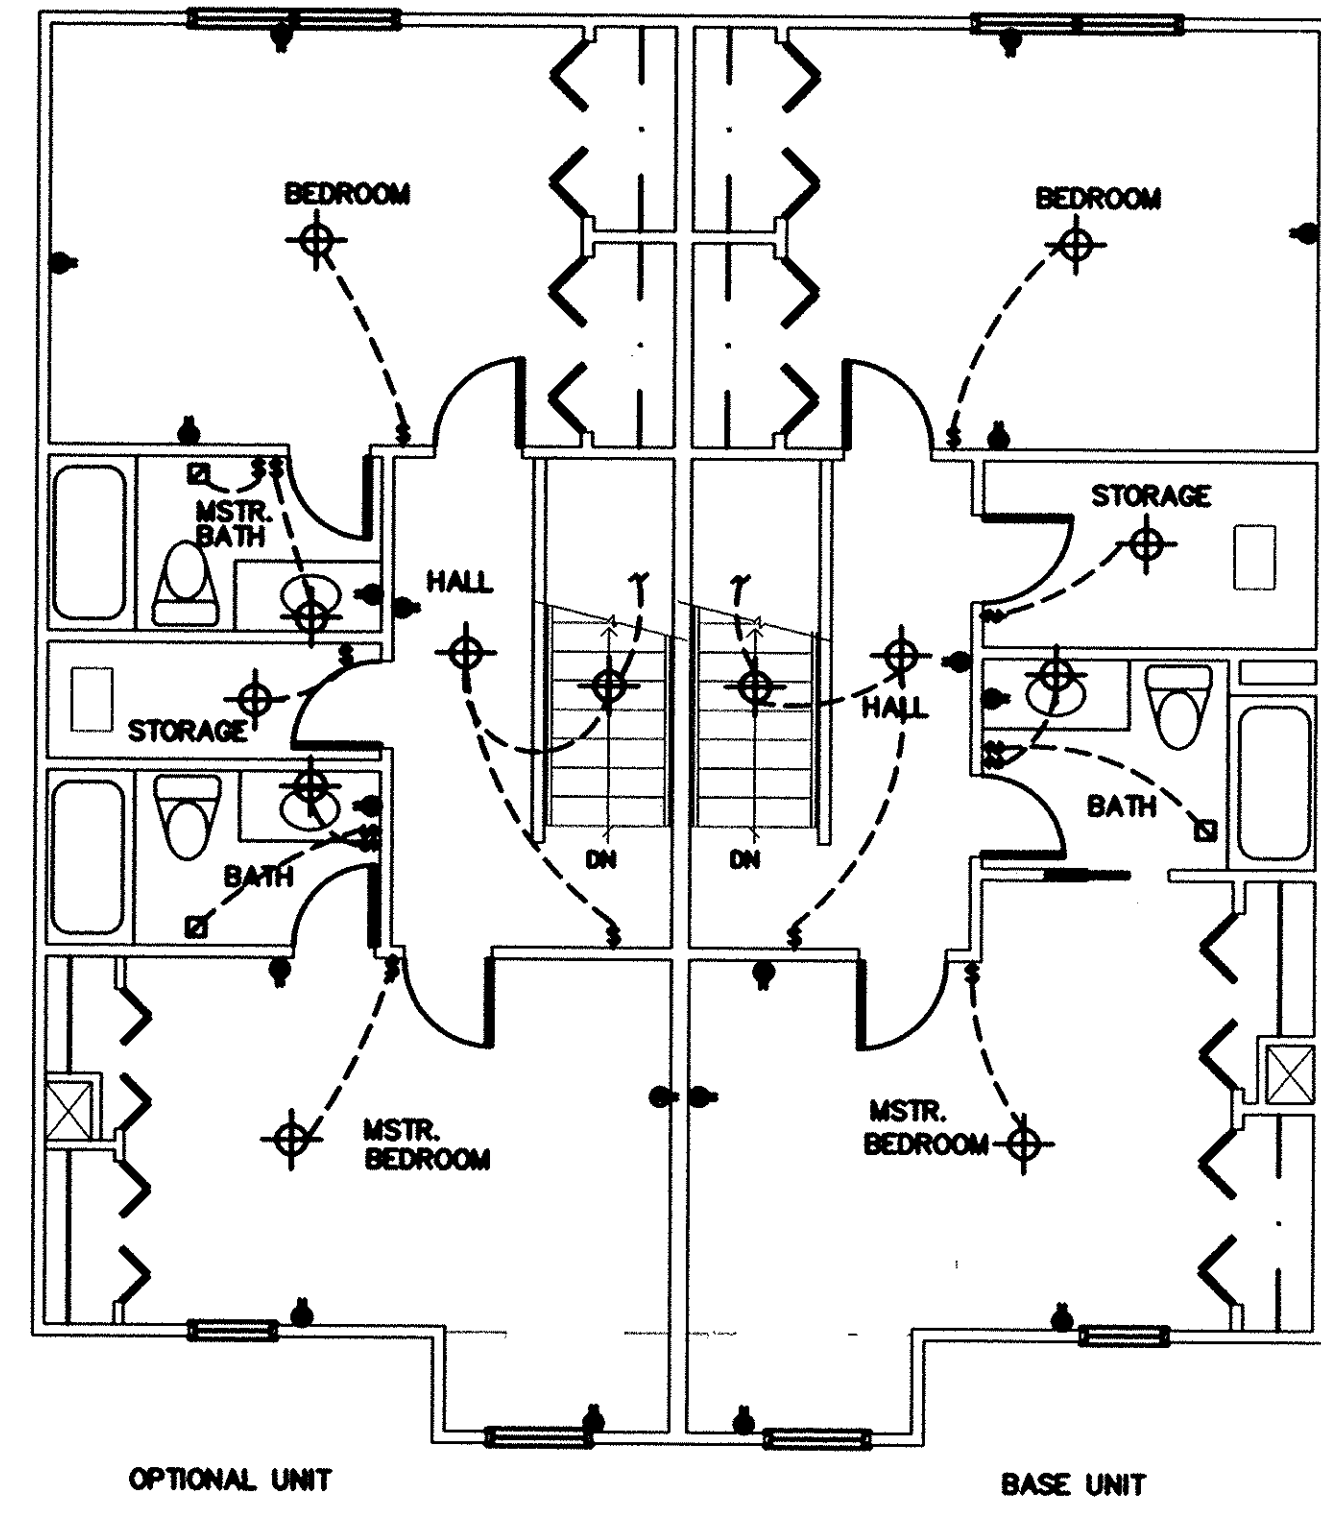 BEDROOM
BEDROOM
MSTR.
BATH
STORAGE
HALL
STORAGE
HALL
BATH
BATH
DN
DN
MSTR.
BEDROOM
MSTR.
BEDROOM
OPTIONAL UNIT
BASE UNIT